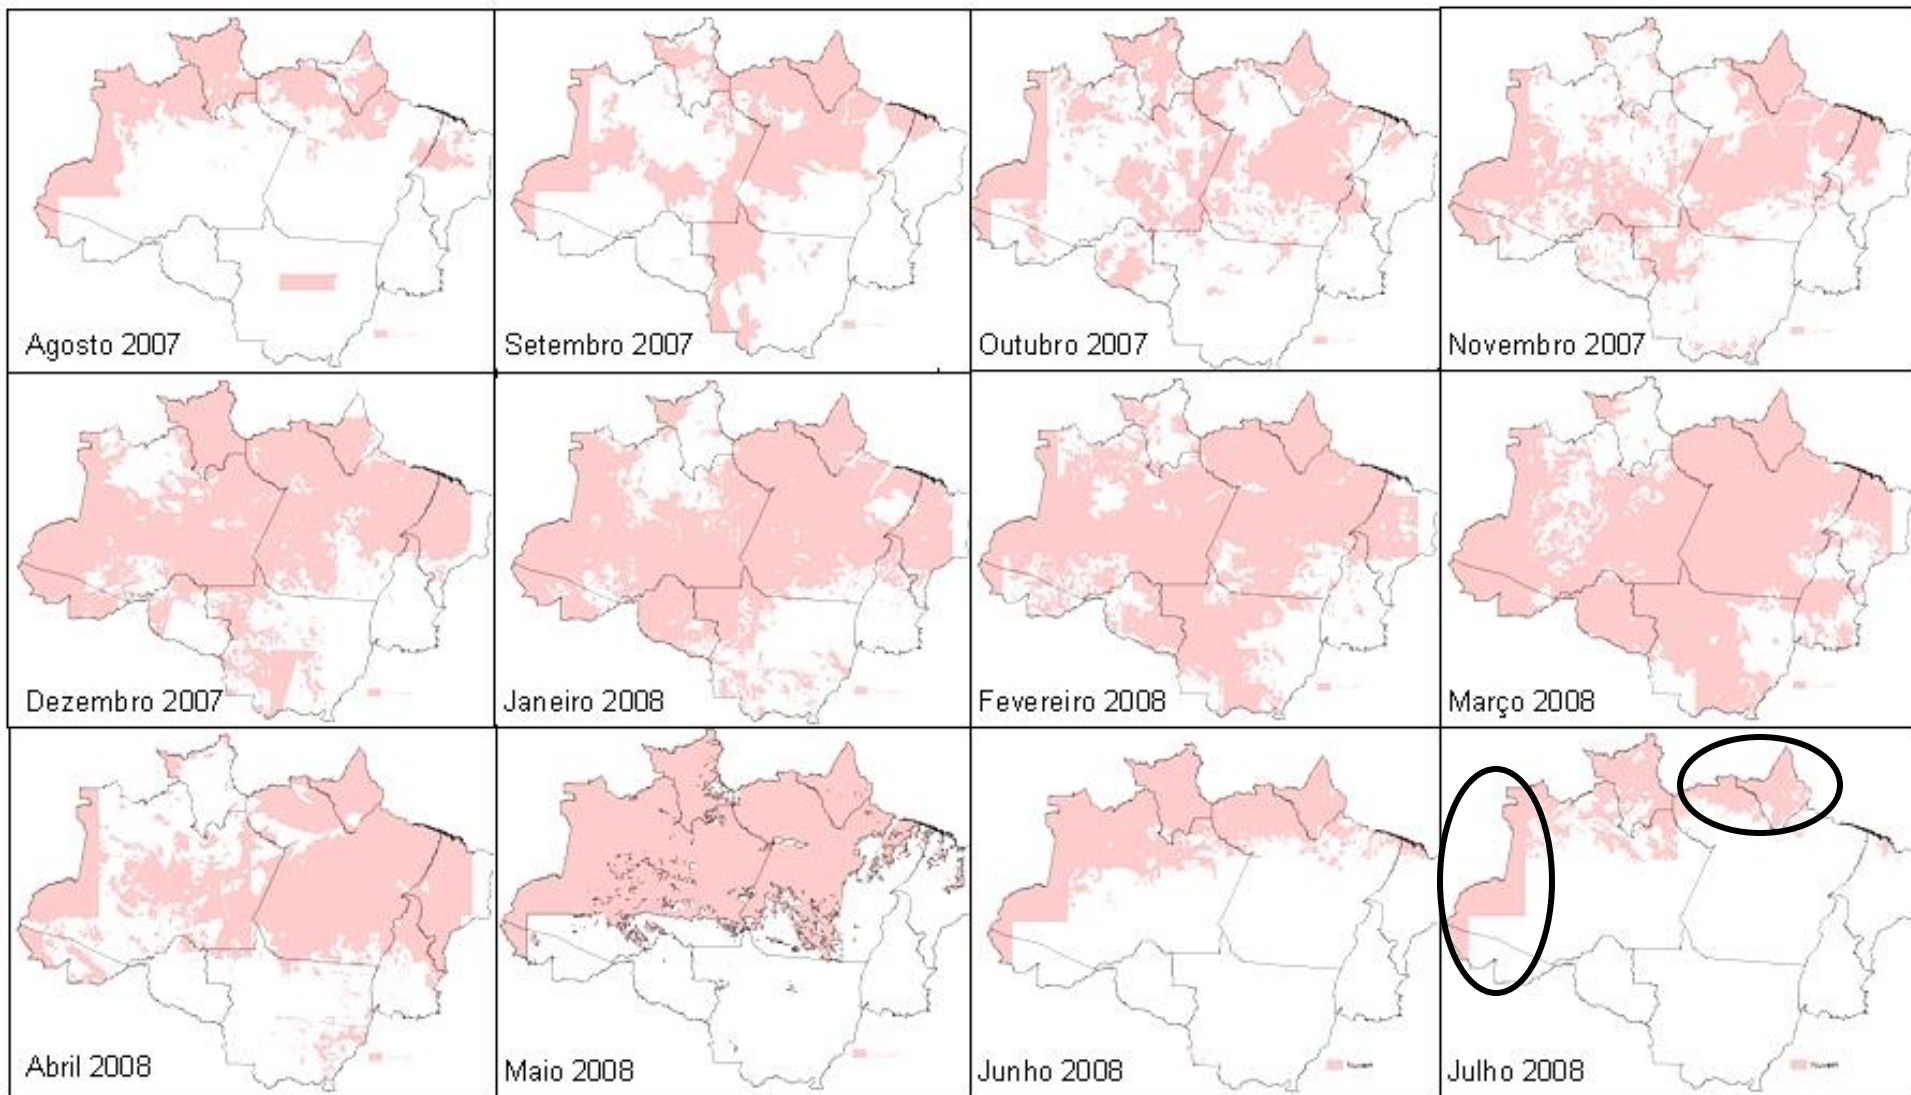 Agosto 2007
Setembro 2007
Outubro 2007
Novembro 2007
Dezembro 2007
Janeiro 2008
Fevereiro 2008
Março 2008
Abril 2008
Maio 2008
Junho 2008
Julho 2008